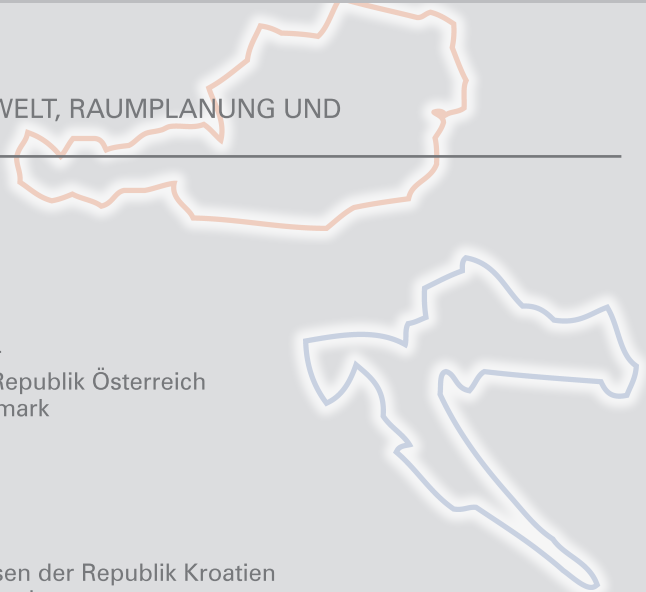 WELT, RAUMPLANUNG UND
Republik Österreich
mark
sen der Republik Kroatien